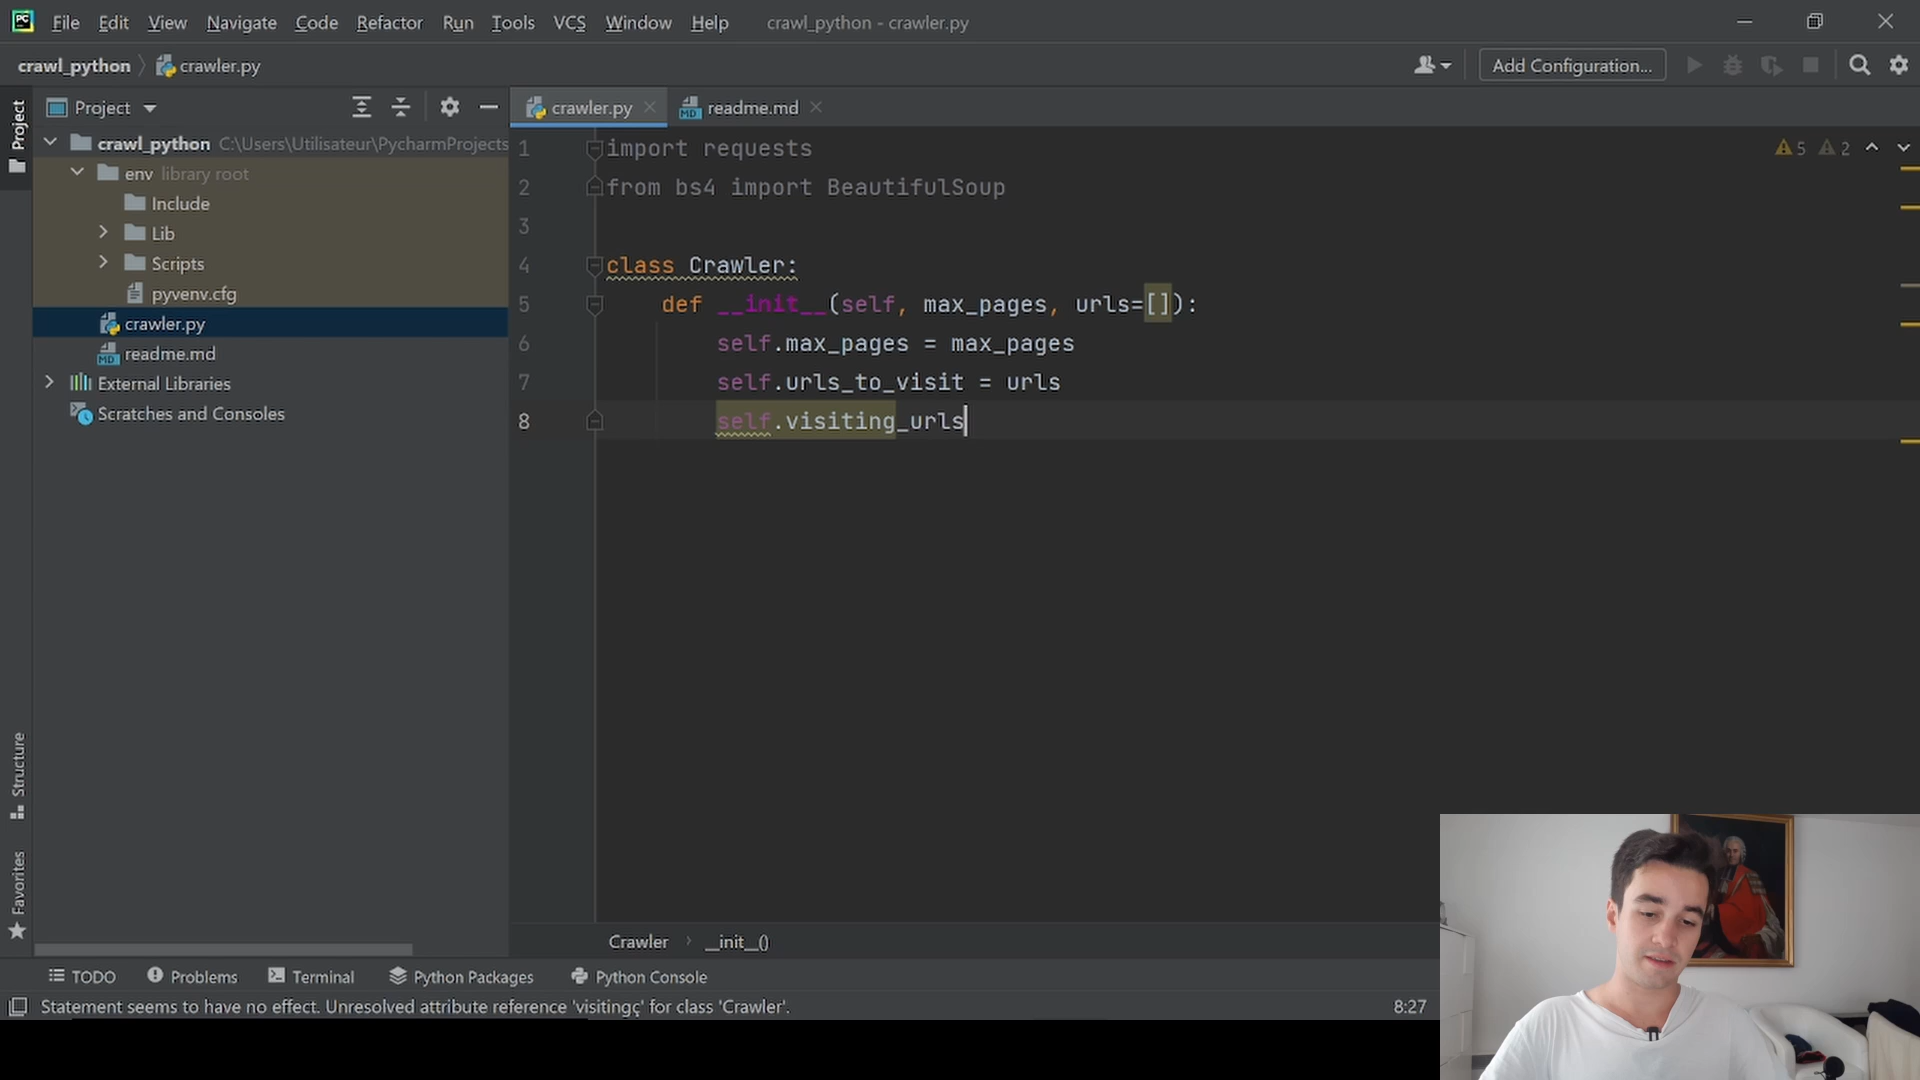 PC File Edit View Navigate Code Refactor Run Tools VCS Window Help crawl_python - crawler.py
crawl_python crawler.py Add Configuration...
Project crawler.py readme.md
Project
crawl_python C:\Users\Utilisateur\PycharmProjects
env library root
Include
Lib
Scripts
pyvenv.cfg
crawler.py
MD readme.md
External Libraries
Scratches and Consoles
5 2
1 import requests
2 from bs4 import BeautifulSoup
3
4 class Crawler:
5 def __init__(self, max_pages, urls=[]):
6 self.max_pages = max_pages
7 self.urls_to_visit = urls
8 self.visiting_urls
Structure
Favorites
Crawler __init__()
TODO Problems Terminal Python Packages Python Console
Statement seems to have no effect. Unresolved attribute reference 'visitingç' for class 'Crawler'. 8:27